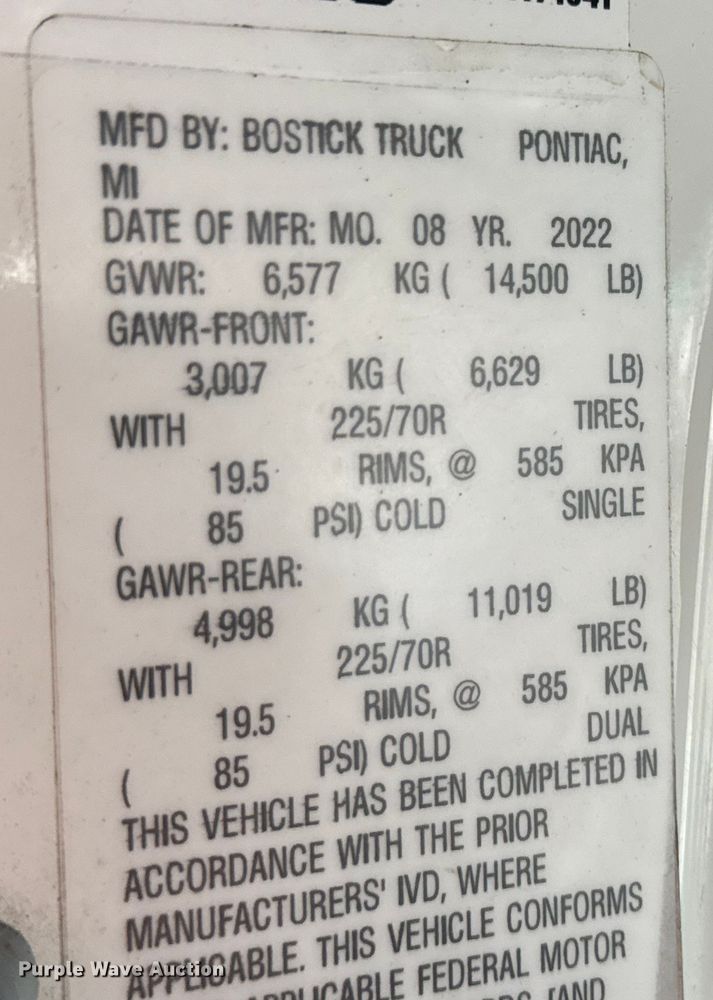 MFD BY: BOSTICK TRUCK PONTIAC,
MI
DATE OF MFR: MO. 08 YR. 2022
GVWR: 6,577 KG ( 14,500 LB)
GAWR-FRONT:
3,007 KG ( 6,629 LB)
WITH 225/70R TIRES,
19.5 RIMS, @ 585 KPA
( 85 PSI) COLD SINGLE
GAWR-REAR:
4,998 KG ( 11,019 LB)
WITH 225/70R TIRES,
19.5 RIMS, @ 585 KPA
( 85 PSI) COLD DUAL
THIS VEHICLE HAS BEEN COMPLETED IN
ACCORDANCE WITH THE PRIOR
MANUFACTURERS' IVD, WHERE
APPLICABLE. THIS VEHICLE CONFORMS
FEDERAL MOTOR
Purple Wave Auction